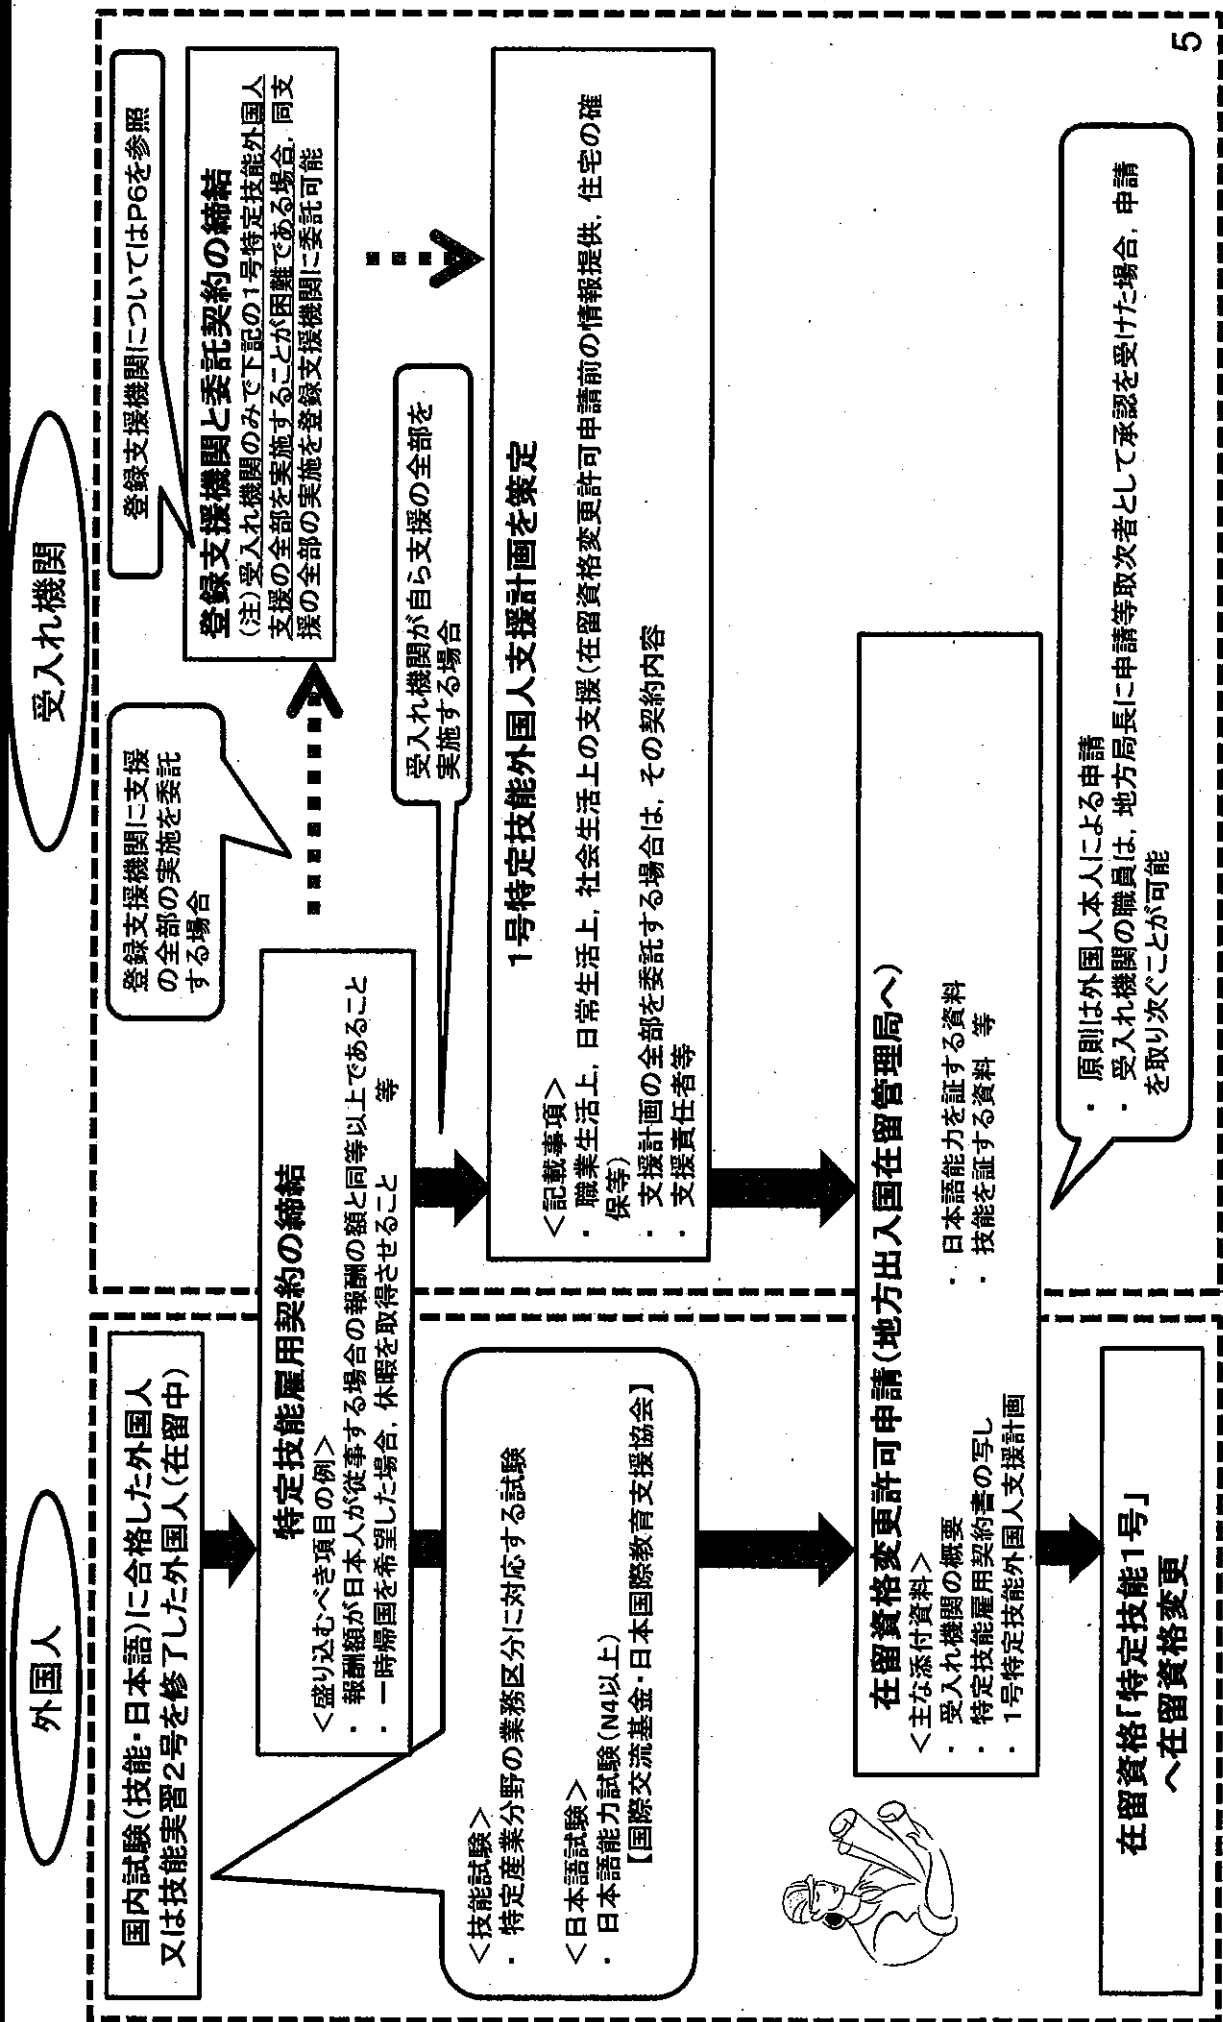 外国人
国内試験（技能・日本語）に合格した外国人
又は技能実習２号を修了した外国人（在留中）
受入れ機関
特定技能雇用契約の締結
＜盛り込むべき項目の例＞
・ 報酬額が日本人が従事する場合の報酬の額と同等以上であること
・ 一時帰国を希望した場合，休暇を取得させること 等
登録支援機関に支援
の全部の実施を委託
する場合
登録支援機関についてはＰ６を参照
登録支援機関と委託契約の締結
（注）受入れ機関のみで下記の１号特定技能外国人
支援の全部を実施することが困難である場合，同支
援の全部の実施を登録支援機関に委託可能
受入れ機関が自ら支援の全部を
実施する場合
＜技能試験＞
・ 特定産業分野の業務区分に対応する試験
＜日本語試験＞
・ 日本語能力試験（Ｎ４以上）
【国際交流基金・日本国際教育支援協会】
１号特定技能外国人支援計画を策定
＜記載事項＞
・ 職業生活上，日常生活上，社会生活上の支援（在留資格変更許可申請前の情報提供，住宅の確
保等）
・ 支援計画の全部を委託する場合は，その契約内容
・ 支援責任者等
在留資格変更許可申請（地方出入国在留管理局へ）
＜主な添付資料＞
・ 受入れ機関の概要
・ 特定技能雇用契約書の写し
・ １号特定技能外国人支援計画
・ 日本語能力を証する資料
・ 技能を証する資料 等
・ 原則は外国人本人による申請
・ 受入れ機関の職員は，地方局長に申請等取次者として承認を受けた場合，申請
を取り次ぐことが可能
在留資格「特定技能１号」
へ在留資格変更
5